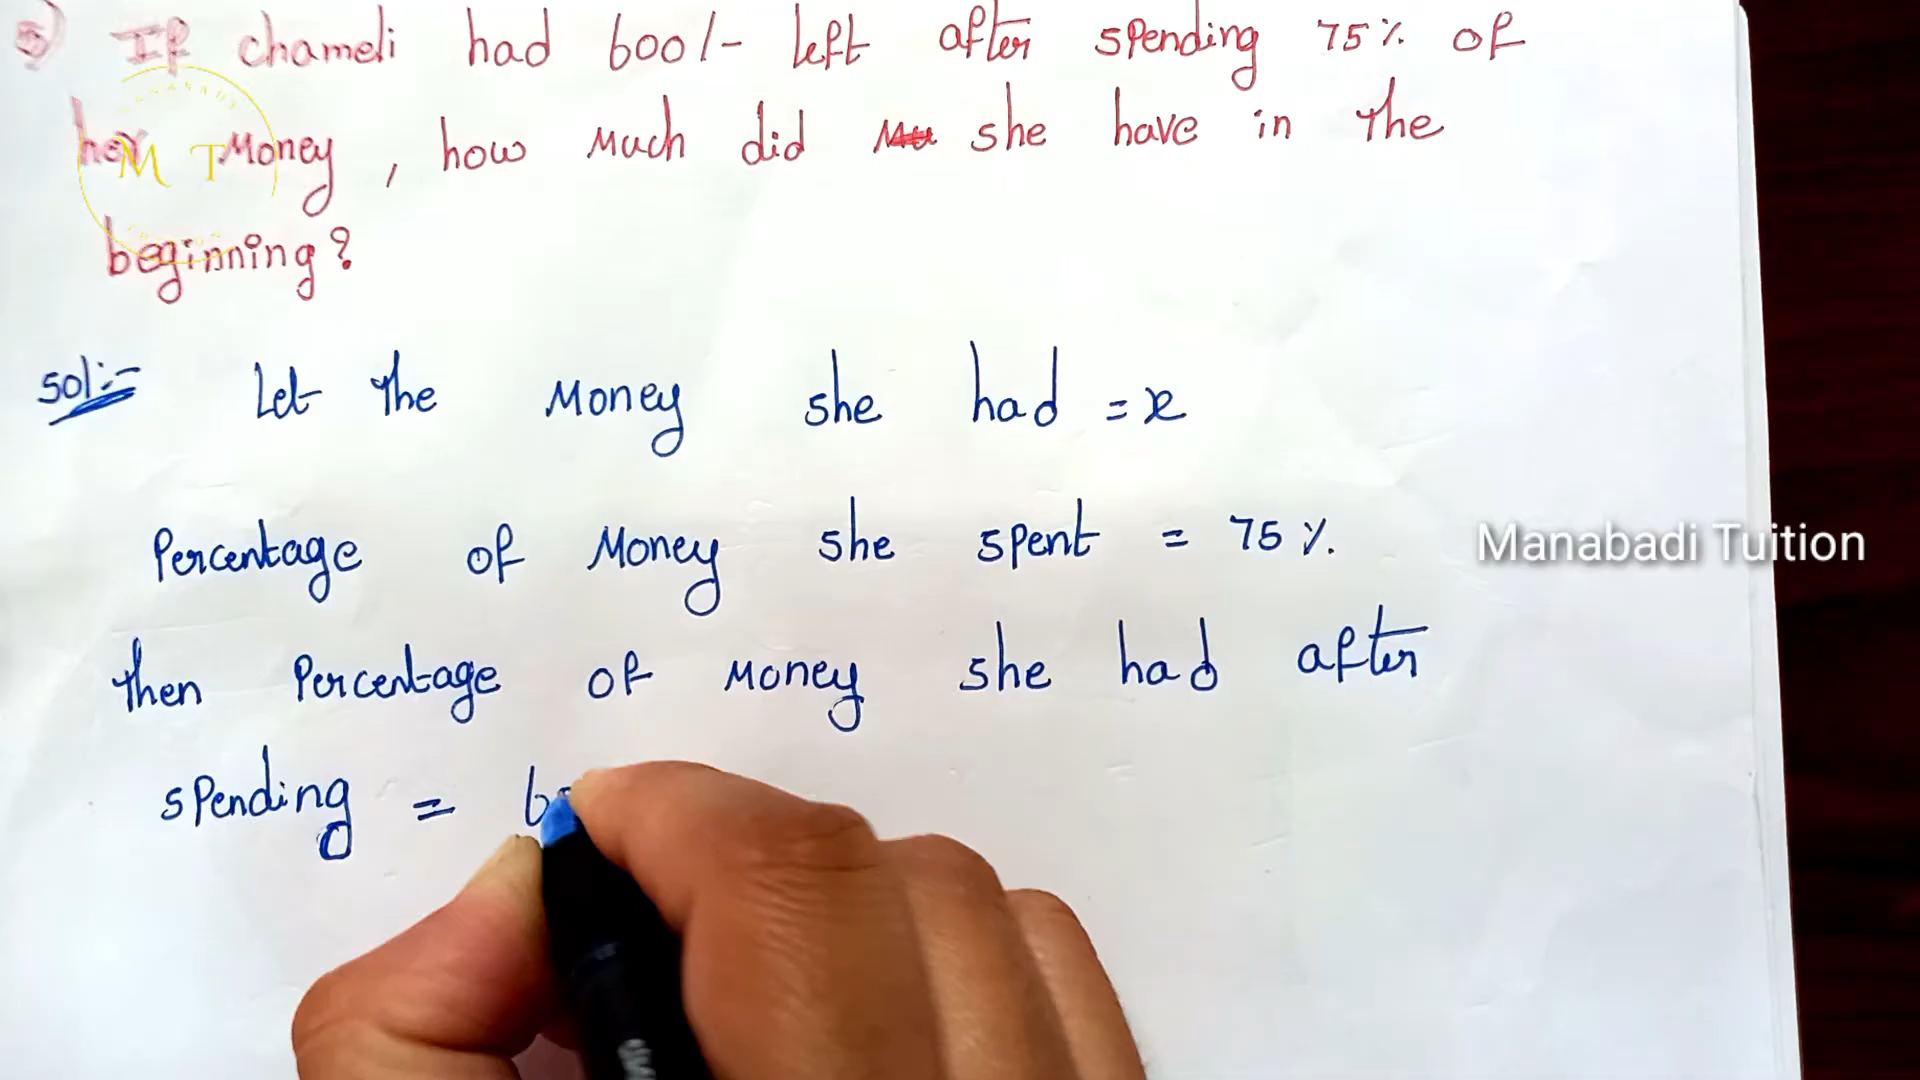 5) If chameli had 600/- left after spending 75% of
her Money, how much did she have in the
beginning?
M T
Sol:- Let the Money she had = x
Percentage of Money she spent = 75%.
Manabadi Tuition
then Percentage of Money she had after
spending = 6